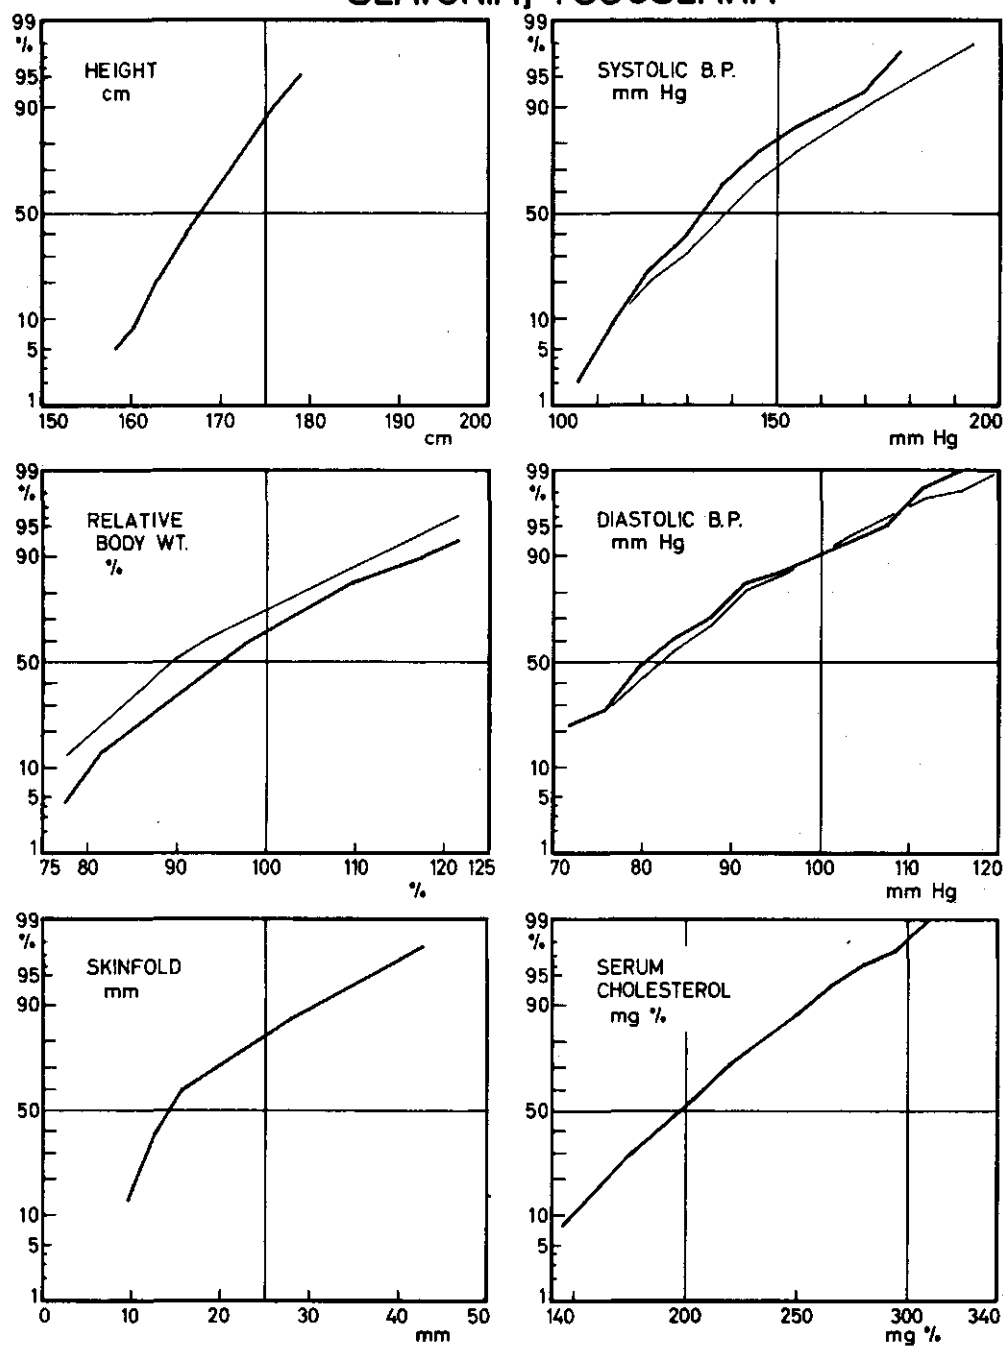 SLAVONIA, YUGOSLAVIA
99
%
95
90
50
10
5
1
HEIGHT
cm
150 160 170 179 190 200
cm
99
%
95
90
50
10
5
1
SYSTOLIC B.P.
mm Hg
100 150 200
mm Hg
99
%
95
90
50
10
5
1
RELATIVE
BODY WT.
%
75 80 90 100 110 120 125
%
99
%
95
90
50
10
5
1
DIASTOLIC B.P.
mm Hg
70 80 90 100 110 120
mm Hg
99
%
95
90
50
10
5
1
SKINFOLD
mm
0 10 20 30 40 50
mm
99
%
95
90
50
10
5
1
SERUM
CHOLESTEROL
mg %
140 200 250 300 340
mg %